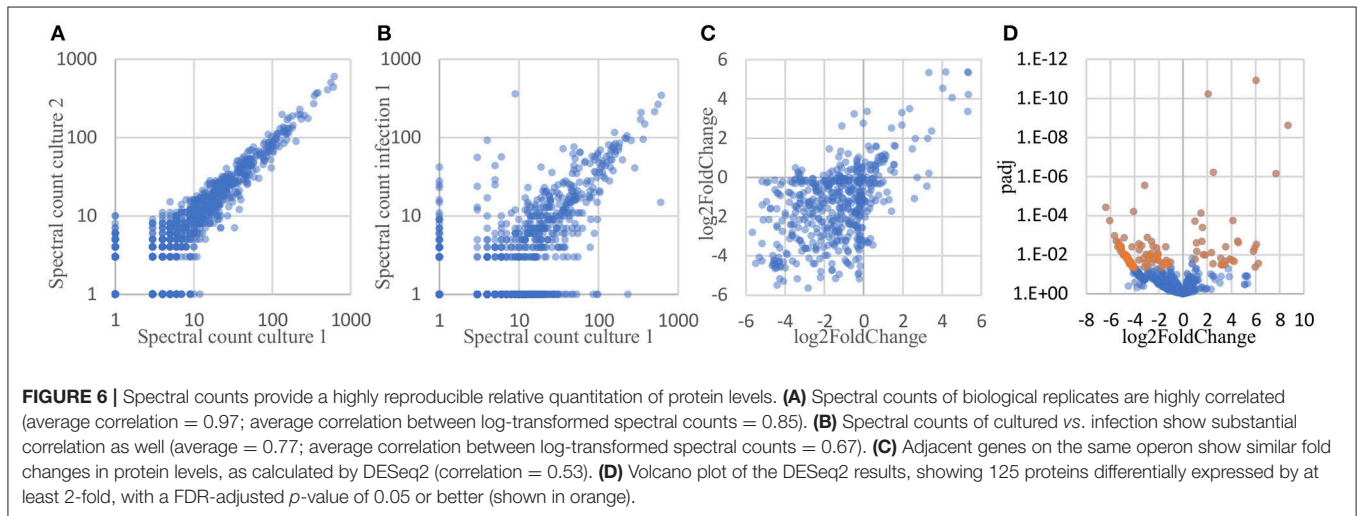 A
B
C
D
1000
100
10
1
Spectral count culture 2
1 10 100 1000
Spectral count culture 1
1000
100
10
1
Spectral count infection 1
1 10 100 1000
Spectral count culture 1
6
4
2
0
-2
-4
-6
log2FoldChange
-6 -4 -2 0 2 4 6
log2FoldChange
1.E-12
1.E-10
1.E-08
1.E-06
1.E-04
1.E-02
1.E+00
padj
-8 -6 -4 -2 0 2 4 6 8 10
log2FoldChange
FIGURE 6 | Spectral counts provide a highly reproducible relative quantitation of protein levels. (A) Spectral counts of biological replicates are highly correlated
(average correlation = 0.97; average correlation between log-transformed spectral counts = 0.85). (B) Spectral counts of cultured vs. infection show substantial
correlation as well (average = 0.77; average correlation between log-transformed spectral counts = 0.67). (C) Adjacent genes on the same operon show similar fold
changes in protein levels, as calculated by DESeq2 (correlation = 0.53). (D) Volcano plot of the DESeq2 results, showing 125 proteins differentially expressed by at
least 2-fold, with a FDR-adjusted p-value of 0.05 or better (shown in orange).